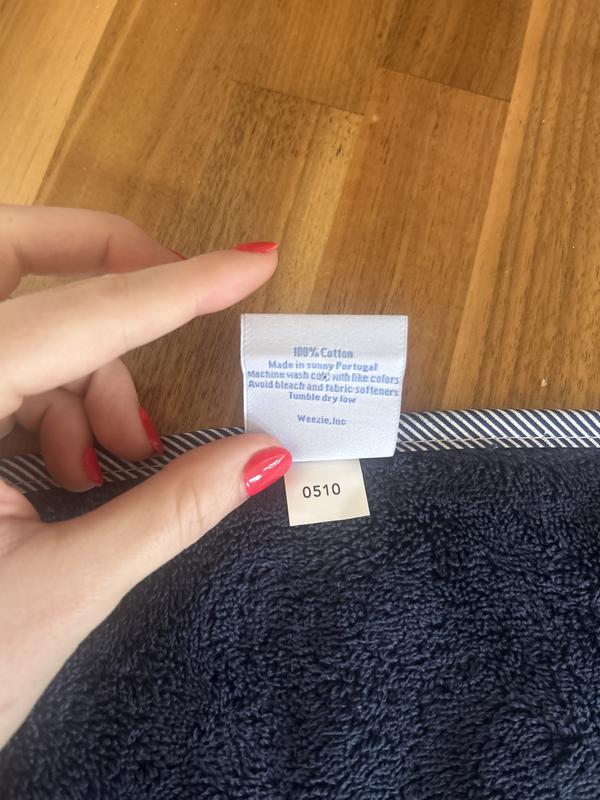 100% Cotton
Made in sunny Portugal
Machine wash cold with like colors
Avoid bleach and fabric softeners
Tumble dry low
Weezie,Inc
0510